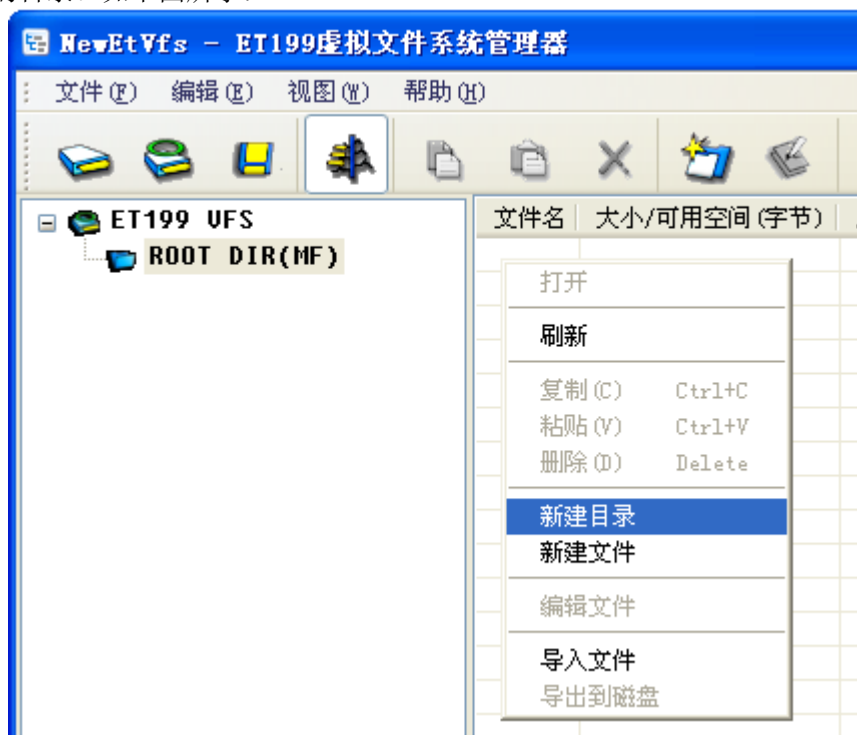 NewEtVfs - ET199虚拟文件系统管理器
文件(F) 编辑(E) 视图(W) 帮助(H)
ET199 VFS
ROOT DIR(MF)
文件名 大小/可用空间(字节)
打开
刷新
复制(C) Ctrl+C
粘贴(V) Ctrl+V
删除(D) Delete
新建目录
新建文件
编辑文件
导入文件
导出到磁盘